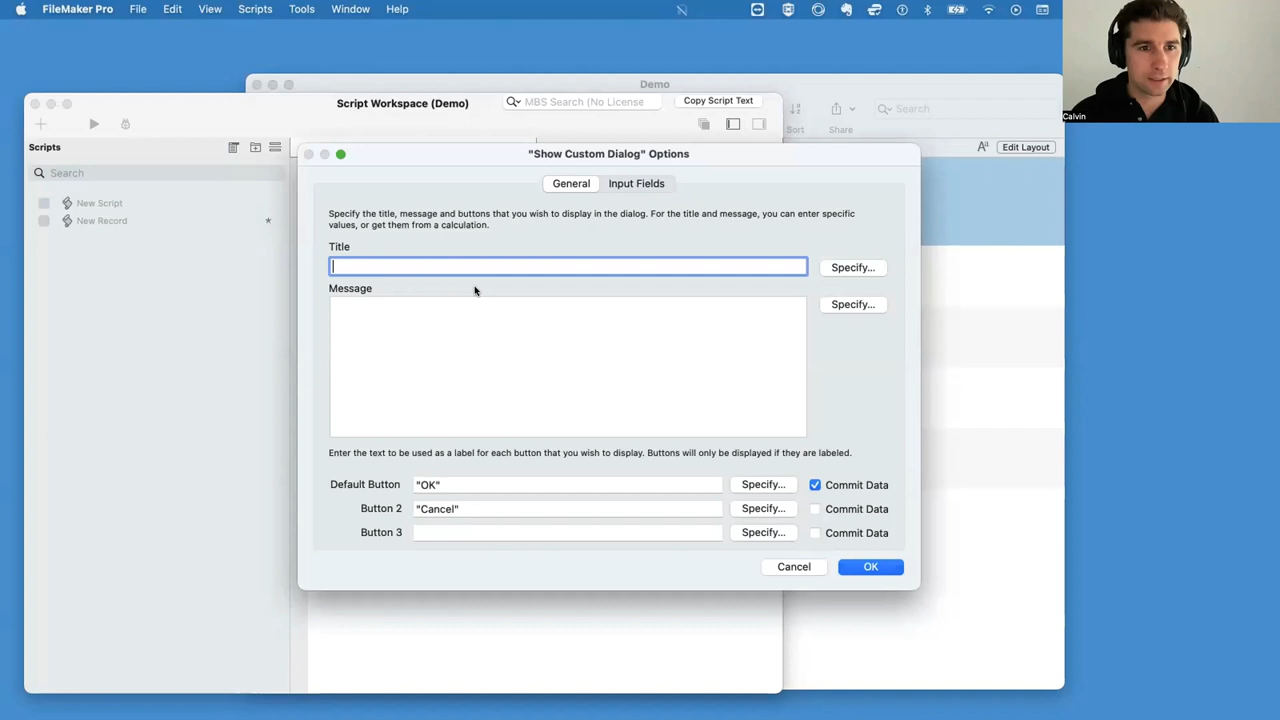 FileMaker Pro File Edit View Scripts Tools Window Help
Demo
Script Workspace (Demo)
MBS Search (No License
Copy Script Text
Search
Sort
Share
Scripts
Edit Layout
Search
New Script
New Record *
"Show Custom Dialog" Options
General
Input Fields
Specify the title, message and buttons that you wish to display in the dialog. For the title and message, you can enter specific
values, or get them from a calculation.
Title
Specify...
Message
Specify...
Enter the text to be used as a label for each button that you wish to display. Buttons will only be displayed if they are labeled.
Default Button "OK" Specify... Commit Data
Button 2 "Cancel" Specify... Commit Data
Button 3 Specify... Commit Data
Cancel
OK
Calvin